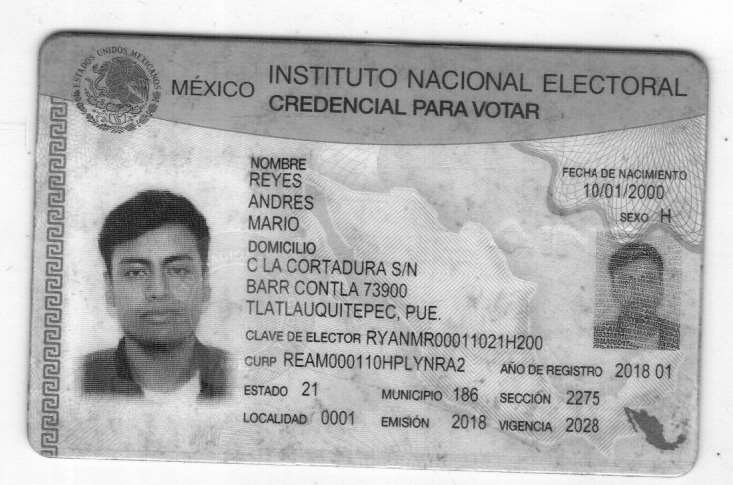 ESTADOS UNIDOS MEXICANOS
MÉXICO INSTITUTO NACIONAL ELECTORAL
CREDENCIAL PARA VOTAR
NOMBRE
REYES
ANDRES
MARIO
FECHA DE NACIMIENTO
10/01/2000
SEXO H
DOMICILIO
C LA CORTADURA S/N
BARR CONTLA 73900
TLATLAUQUITEPEC, PUE.
CLAVE DE ELECTOR RYANMR00011021H200
CURP REAM000110HPLYNRA2 AÑO DE REGISTRO 2018 01
ESTADO 21 MUNICIPIO 186 SECCIÓN 2275
LOCALIDAD 0001 EMISIÓN 2018 VIGENCIA 2028